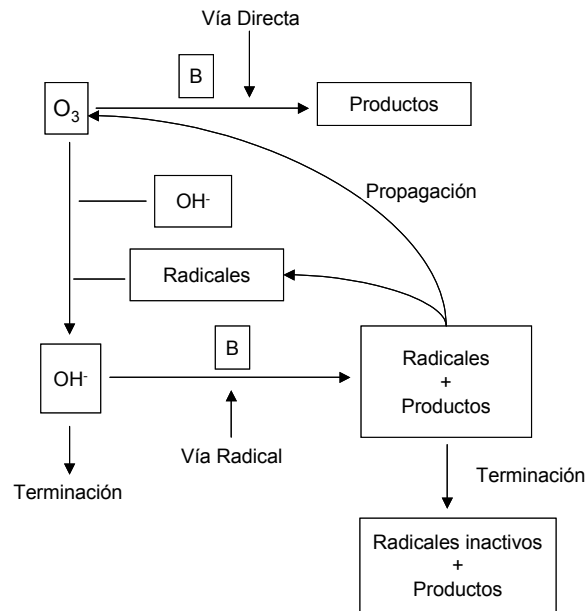 Vía Directa
B
O₃
Productos
Propagación
OH⁻
Radicales
B
OH⁻
Radicales
+
Productos
Vía Radical
Terminación
Terminación
Radicales inactivos
+
Productos